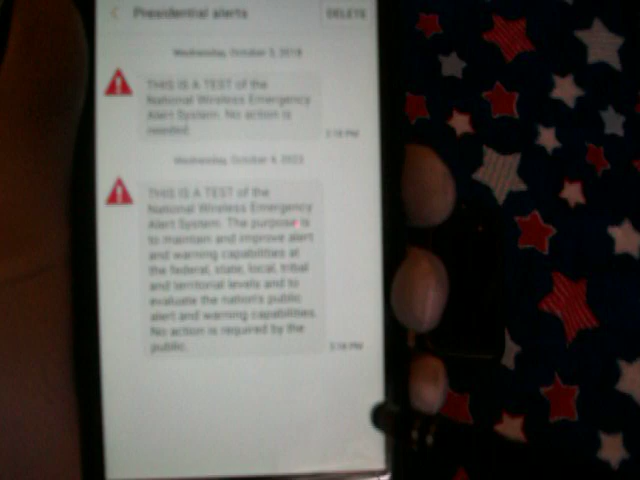 Presidential alerts
DELETE
Wednesday, October 3, 2018
THIS IS A TEST of the
National Wireless Emergency
Alert System. No action is
needed.
2:18 PM
Wednesday, October 4, 2023
THIS IS A TEST of the
National Wireless Emergency
Alert System. The purpose is
to maintain and improve alert
and warning capabilities at
the federal, state, local, tribal
and territorial levels and to
evaluate the nation's public
alert and warning capabilities.
No action is required by the
public.
PM